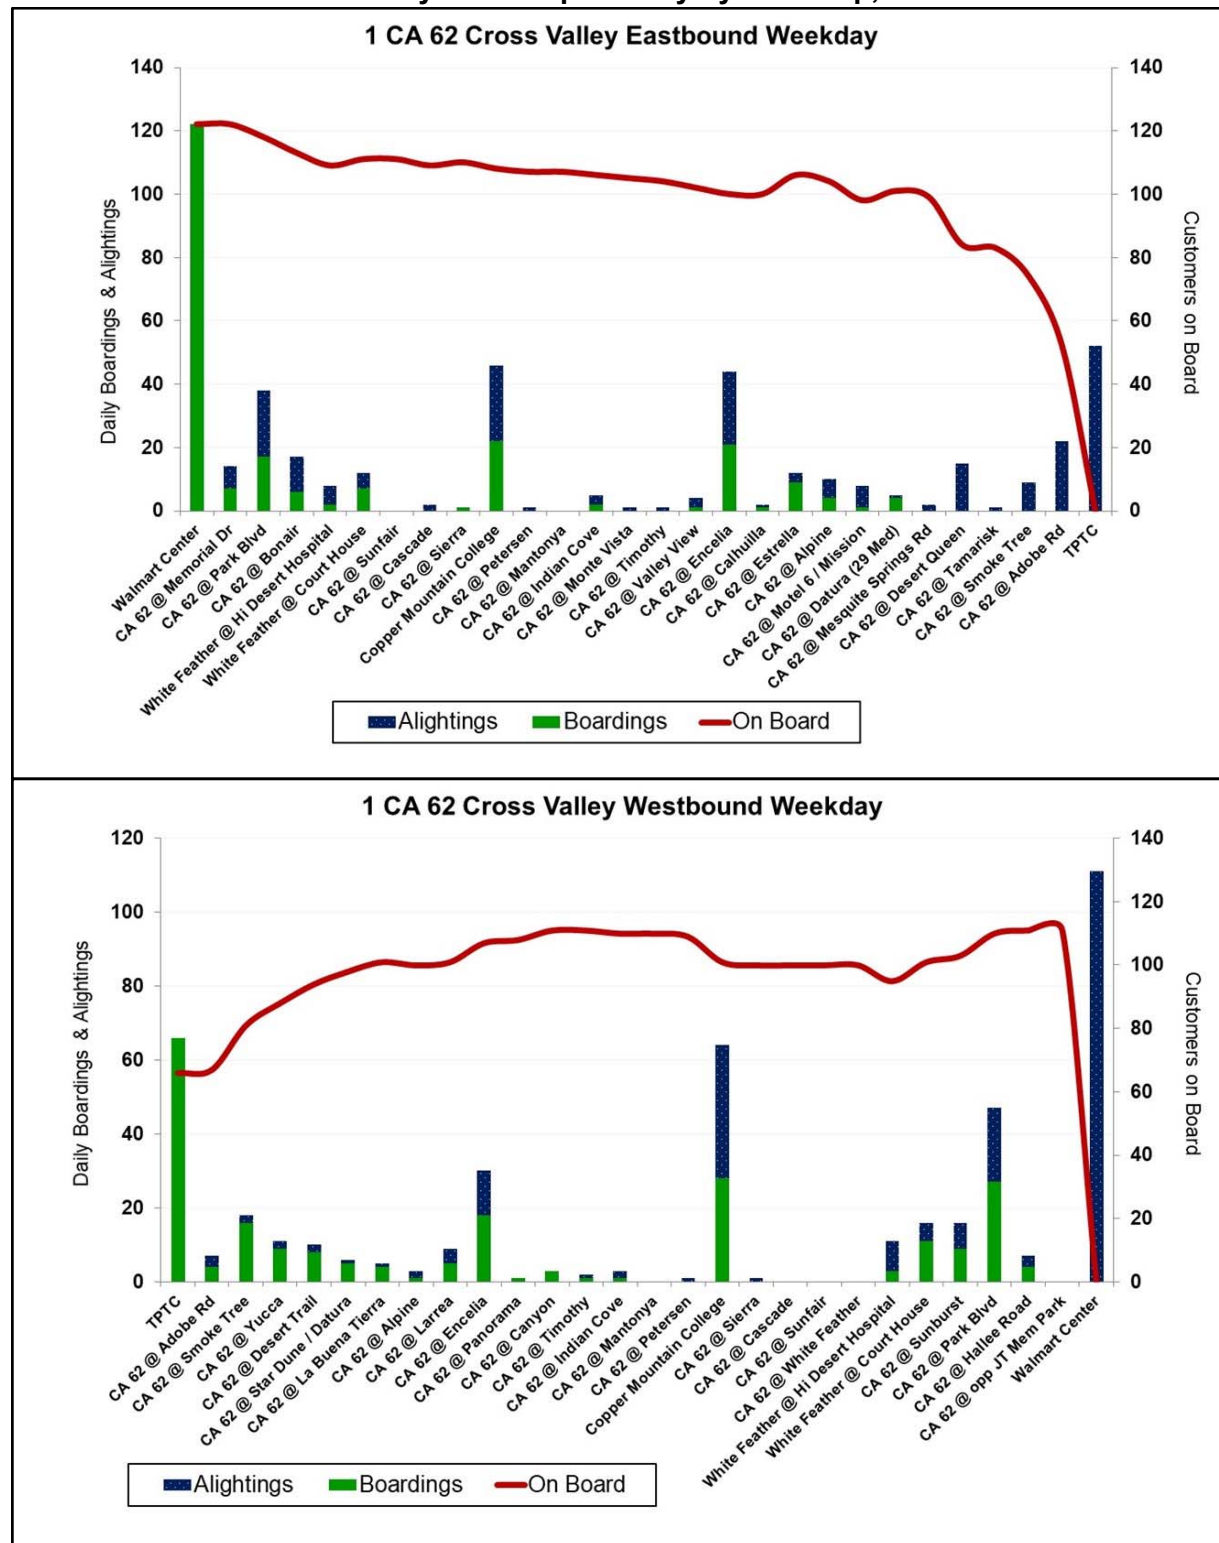 1 CA 62 Cross Valley Eastbound Weekday
140
120
100
80
60
40
20
0
Daily Boardings & Alightings
140
120
100
80
60
40
20
0
Customers on Board
Walmart Center
CA 62 @ Memorial Dr
CA 62 @ Park Blvd
CA 62 @ Bonair
White Feather @ Hi Desert Hospital
White Feather @ Court House
CA 62 @ Sunfair
CA 62 @ Cascade
CA 62 @ Sierra
Copper Mountain College
CA 62 @ Petersen
CA 62 @ Mantonya
CA 62 @ Indian Cove
CA 62 @ Monte Vista
CA 62 @ Timothy
CA 62 @ Valley View
CA 62 @ Encelia
CA 62 @ Calhuilla
CA 62 @ Estrella
CA 62 @ Alpine
CA 62 @ Motel 6 / Mission
CA 62 @ Datura (29 Med)
CA 62 @ Mesquite Springs Rd
CA 62 @ Desert Queen
CA 62 @ Tamarisk
CA 62 @ Smoke Tree
CA 62 @ Adobe Rd
TPTC
Alightings Boardings On Board
1 CA 62 Cross Valley Westbound Weekday
120
100
80
60
40
20
0
Daily Boardings & Alightings
140
120
100
80
60
40
20
0
Customers on Board
TPTC
CA 62 @ Adobe Rd
CA 62 @ Smoke Tree
CA 62 @ Yucca
CA 62 @ Desert Trail
CA 62 @ Star Dune / Datura
CA 62 @ La Buena Tierra
CA 62 @ Alpine
CA 62 @ Larrea
CA 62 @ Encelia
CA 62 @ Panorama
CA 62 @ Canyon
CA 62 @ Timothy
CA 62 @ Indian Cove
CA 62 @ Mantonya
CA 62 @ Petersen
Copper Mountain College
CA 62 @ Sierra
CA 62 @ Cascade
CA 62 @ Sunfair
CA 62 @ White Feather
White Feather @ Hi Desert Hospital
White Feather @ Court House
CA 62 @ Sunburst
CA 62 @ Park Blvd
CA 62 @ Hallee Road
CA 62 @ opp JT Mem Park
Walmart Center
Alightings Boardings On Board